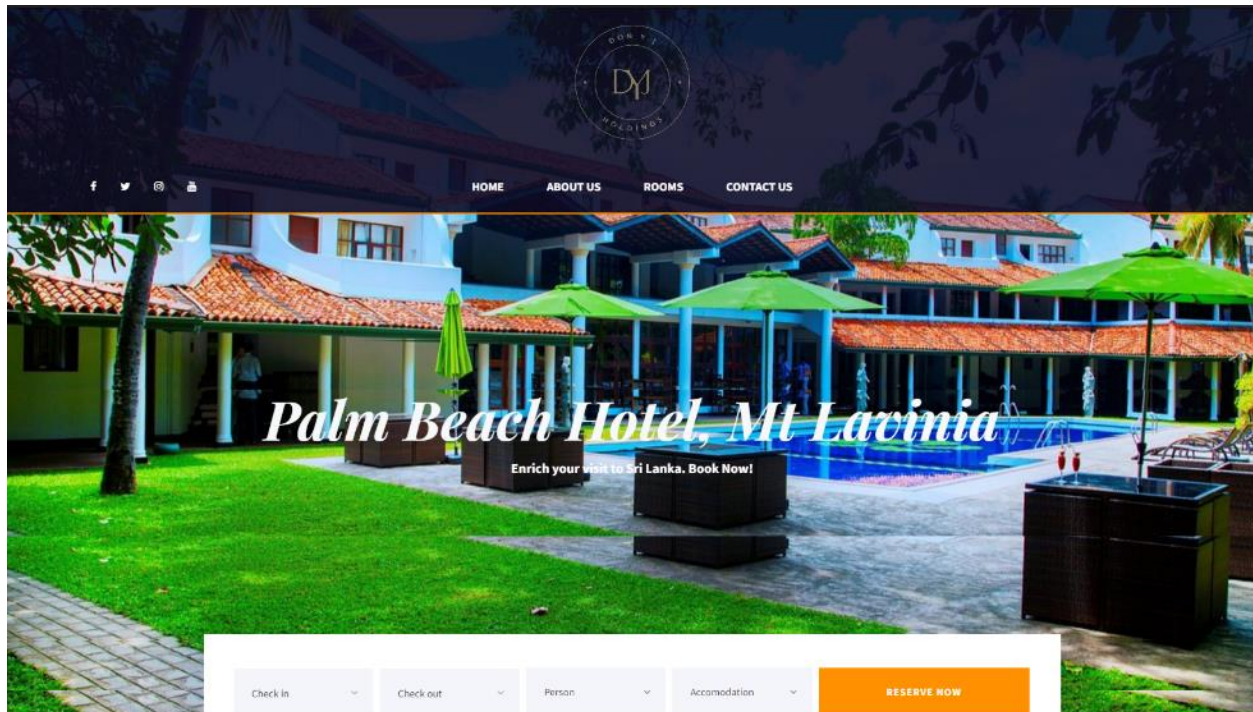 DON Y.J
DYJ
HOLDINGS
HOME ABOUT US ROOMS CONTACT US
Palm Beach Hotel, Mt Lavinia
Enrich your visit to Sri Lanka. Book Now!
Check in Check out Person Accomodation RESERVE NOW